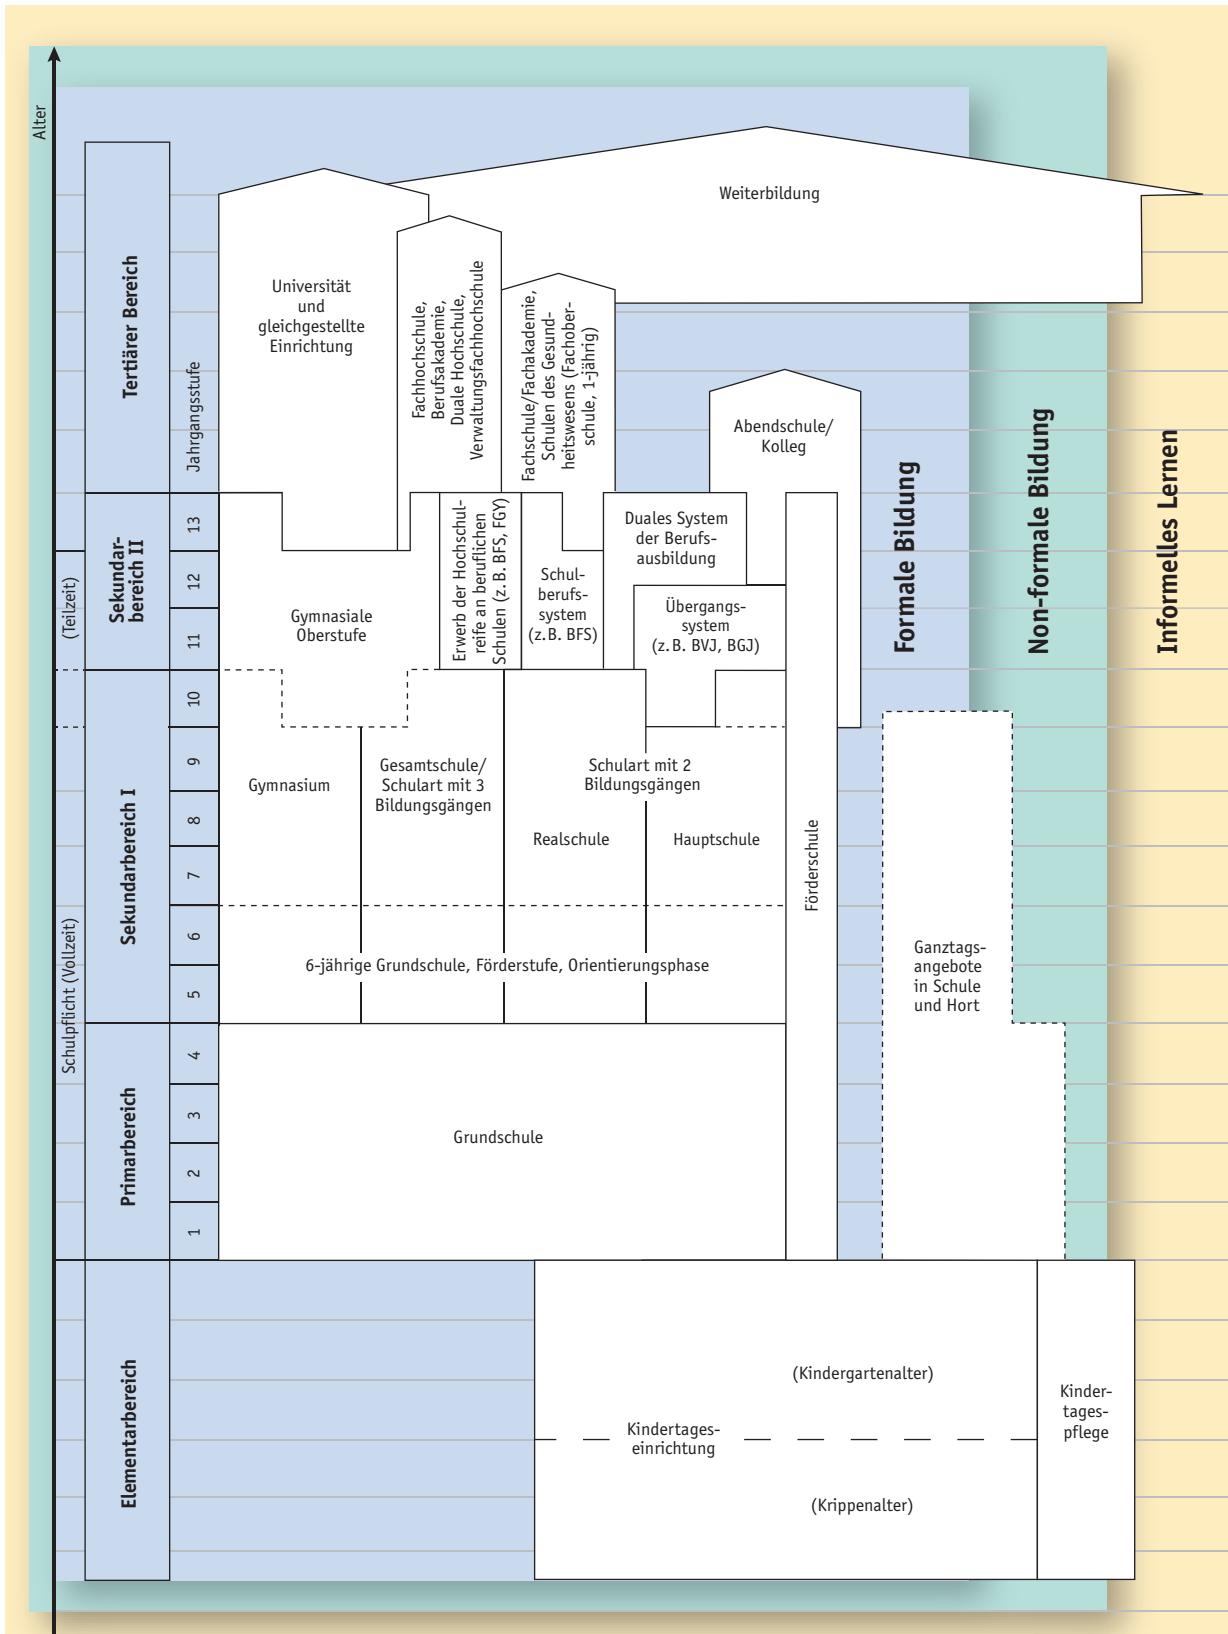 Alter
Weiterbildung
Tertiärer Bereich
Jahrgangsstufe
Universität
und
gleichgestellte
Einrichtung
Fachhochschule,
Berufsakademie,
Duale Hochschule,
Verwaltungsfachhochschule
Fachschule/Fachakademie,
Schulen des Gesund-
heitswesens (Fachober-
schule, 1-jährig)
Abendschule/
Kolleg
Formale Bildung
Non-formale Bildung
Informelles Lernen
(Teilzeit)
Sekundar-
bereich II
13
12
11
Gymnasiale
Oberstufe
Erwerb der Hochschul-
reife an beruflichen
Schulen (z. B. BFS, FGY)
Schul-
berufs-
system
(z. B. BFS)
Duales System
der Berufs-
ausbildung
Übergangs-
system
(z. B. BVJ, BGJ)
Schulpflicht (Vollzeit)
Sekundarbereich I
10
9
8
7
6
5
Gymnasium
Gesamtschule/
Schulart mit 3
Bildungsgängen
Schulart mit 2
Bildungsgängen
Realschule
Hauptschule
Förderschule
6-jährige Grundschule, Förderstufe, Orientierungsphase
Ganztags-
angebote
in Schule
und Hort
Primarbereich
4
3
2
1
Grundschule
Elementarbereich
(Kindergartenalter)
Kindertages-
einrichtung
(Krippenalter)
Kinder-
tages-
pflege